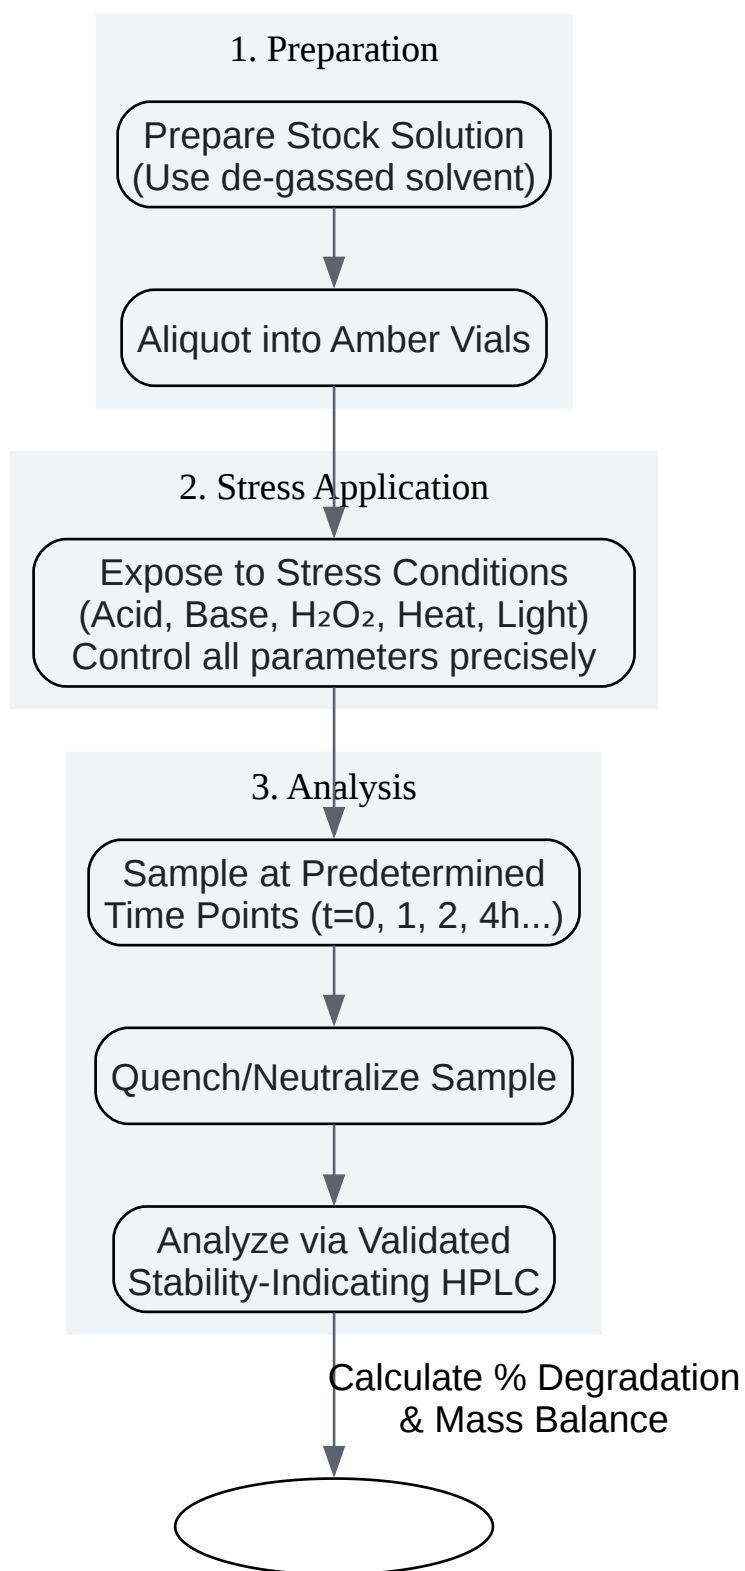 1. Preparation
Prepare Stock Solution
(Use de-gassed solvent)
Aliquot into Amber Vials
2. Stress Application
Expose to Stress Conditions
(Acid, Base, H₂O₂, Heat, Light)
Control all parameters precisely
3. Analysis
Sample at Predetermined
Time Points (t=0, 1, 2, 4h...)
Quench/Neutralize Sample
Analyze via Validated
Stability-Indicating HPLC
Calculate % Degradation
& Mass Balance